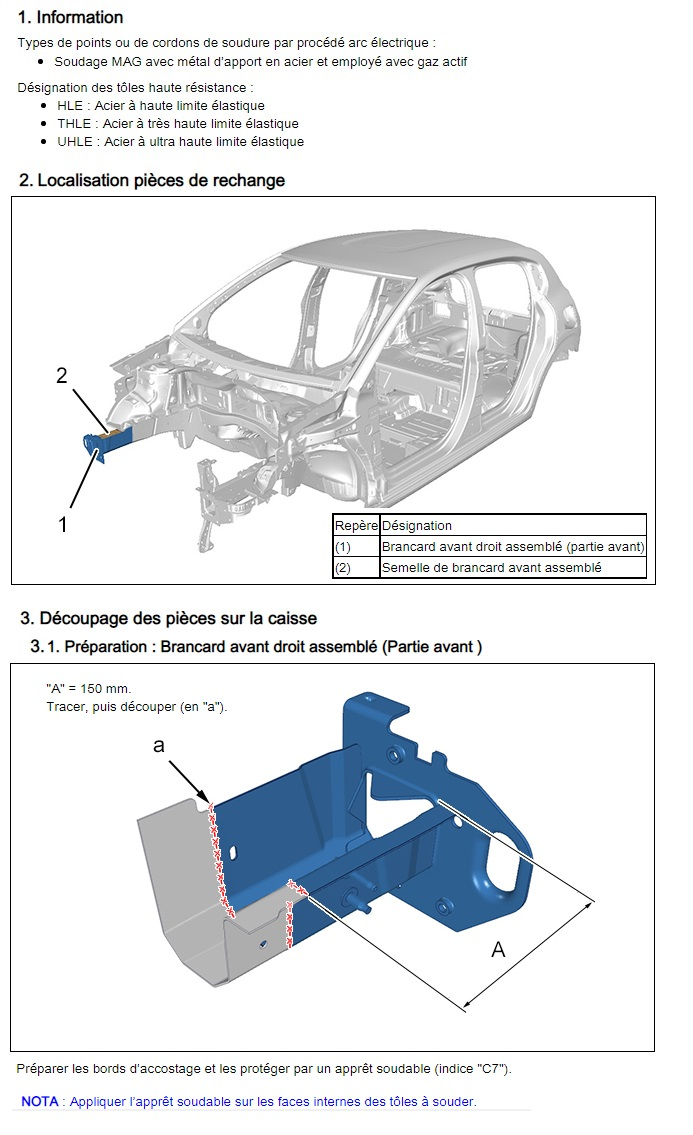 1. Information
Types de points ou de cordons de soudure par procédé arc électrique :
• Soudage MAG avec métal d'apport en acier et employé avec gaz actif
Désignation des tôles haute résistance :
• HLE : Acier à haute limite élastique
• THLE : Acier à très haute limite élastique
• UHLE : Acier à ultra haute limite élastique
2. Localisation pièces de rechange
2
1
Repère Désignation
(1) Brancard avant droit assemblé (partie avant)
(2) Semelle de brancard avant assemblé
3. Découpage des pièces sur la caisse
3.1. Préparation : Brancard avant droit assemblé (Partie avant )
"A" = 150 mm.
Tracer, puis découper (en "a").
a
A
Préparer les bords d'accostage et les protéger par un apprêt soudable (indice "C7").
NOTA : Appliquer l'apprêt soudable sur les faces internes des tôles à souder.